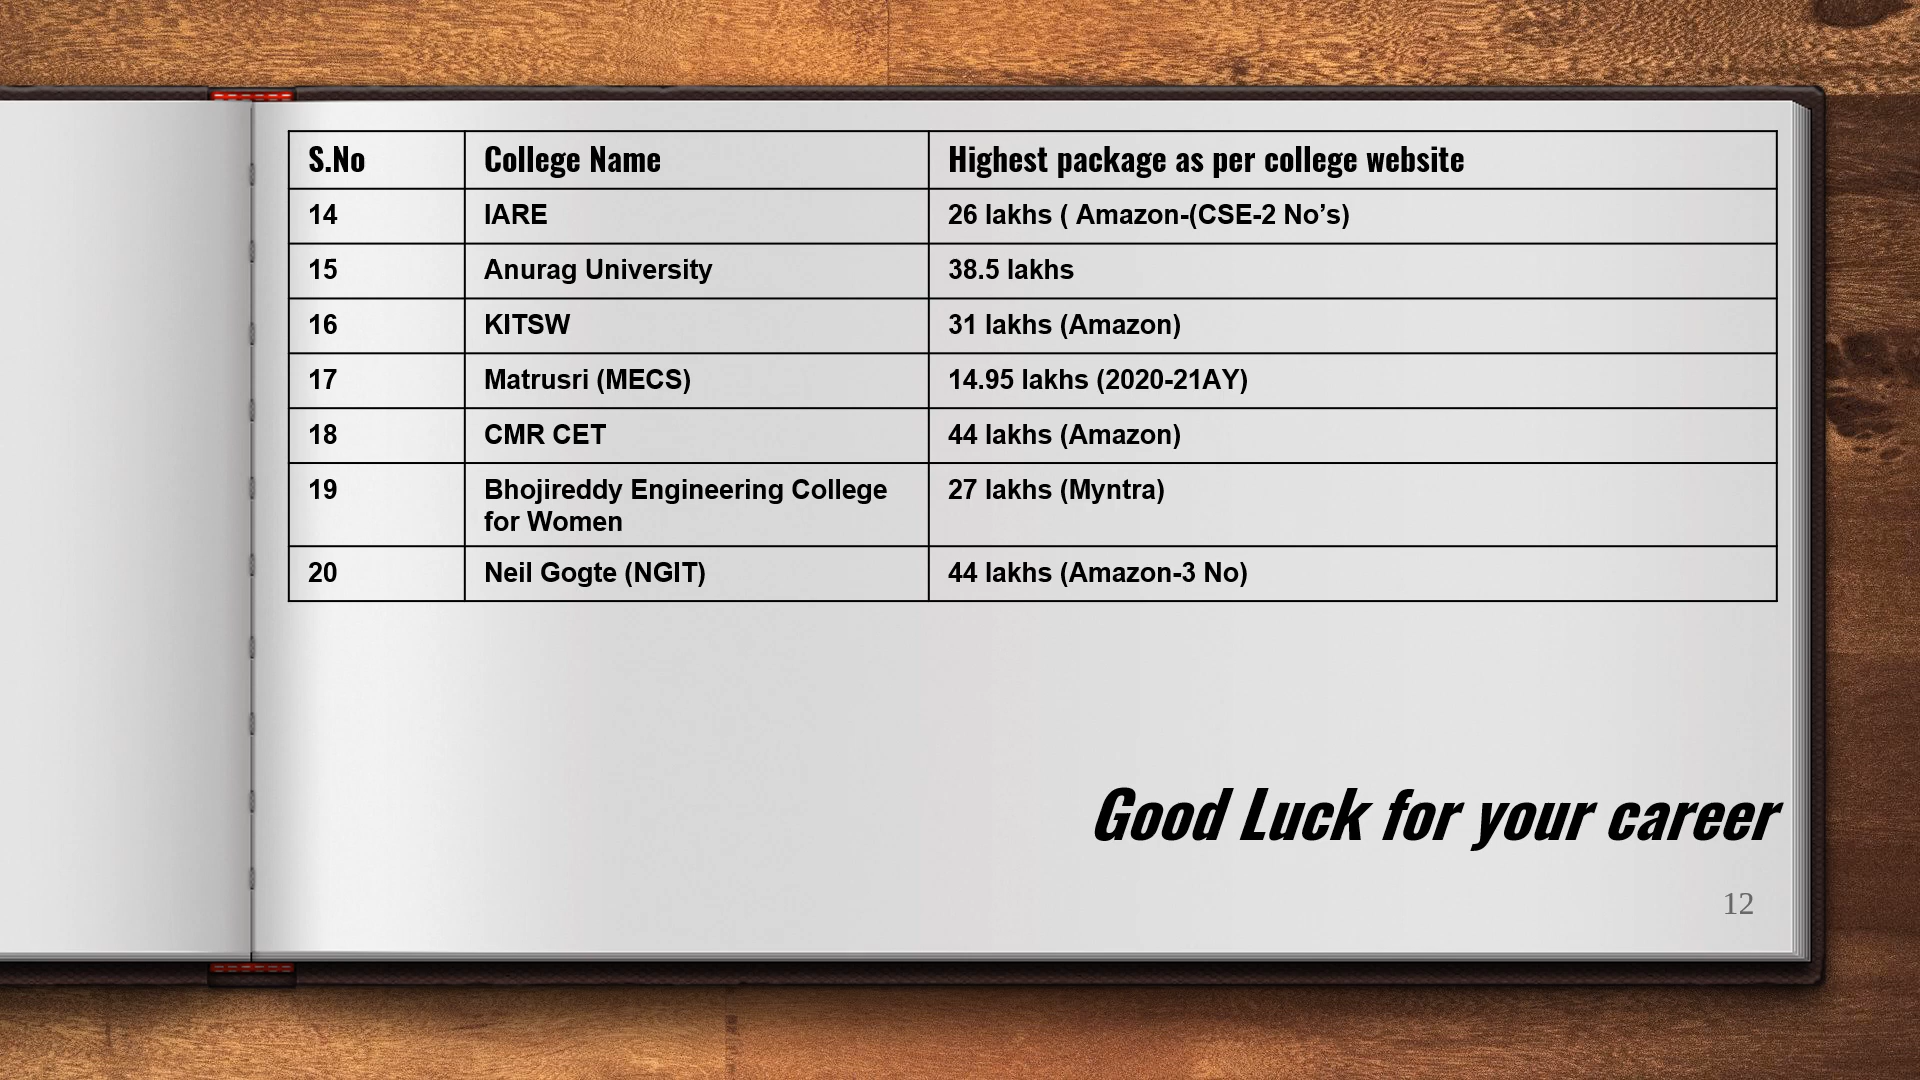 S.No College Name Highest package as per college website
14 IARE 26 lakhs ( Amazon-(CSE-2 No’s)
15 Anurag University 38.5 lakhs
16 KITSW 31 lakhs (Amazon)
17 Matrusri (MECS) 14.95 lakhs (2020-21AY)
18 CMR CET 44 lakhs (Amazon)
19 Bhojireddy Engineering College 27 lakhs (Myntra)
for Women
20 Neil Gogte (NGIT) 44 lakhs (Amazon-3 No)
Good Luck for your career
12